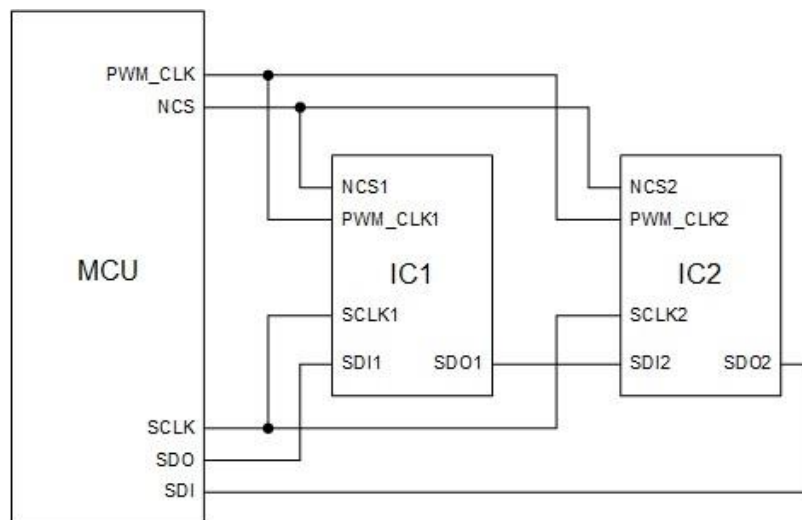 PWM_CLK
NCS
NCS1
NCS2
PWM_CLK1
PWM_CLK2
MCU
IC1
IC2
SCLK1
SCLK2
SDI1
SDO1
SDI2
SDO2
SCLK
SDO
SDI